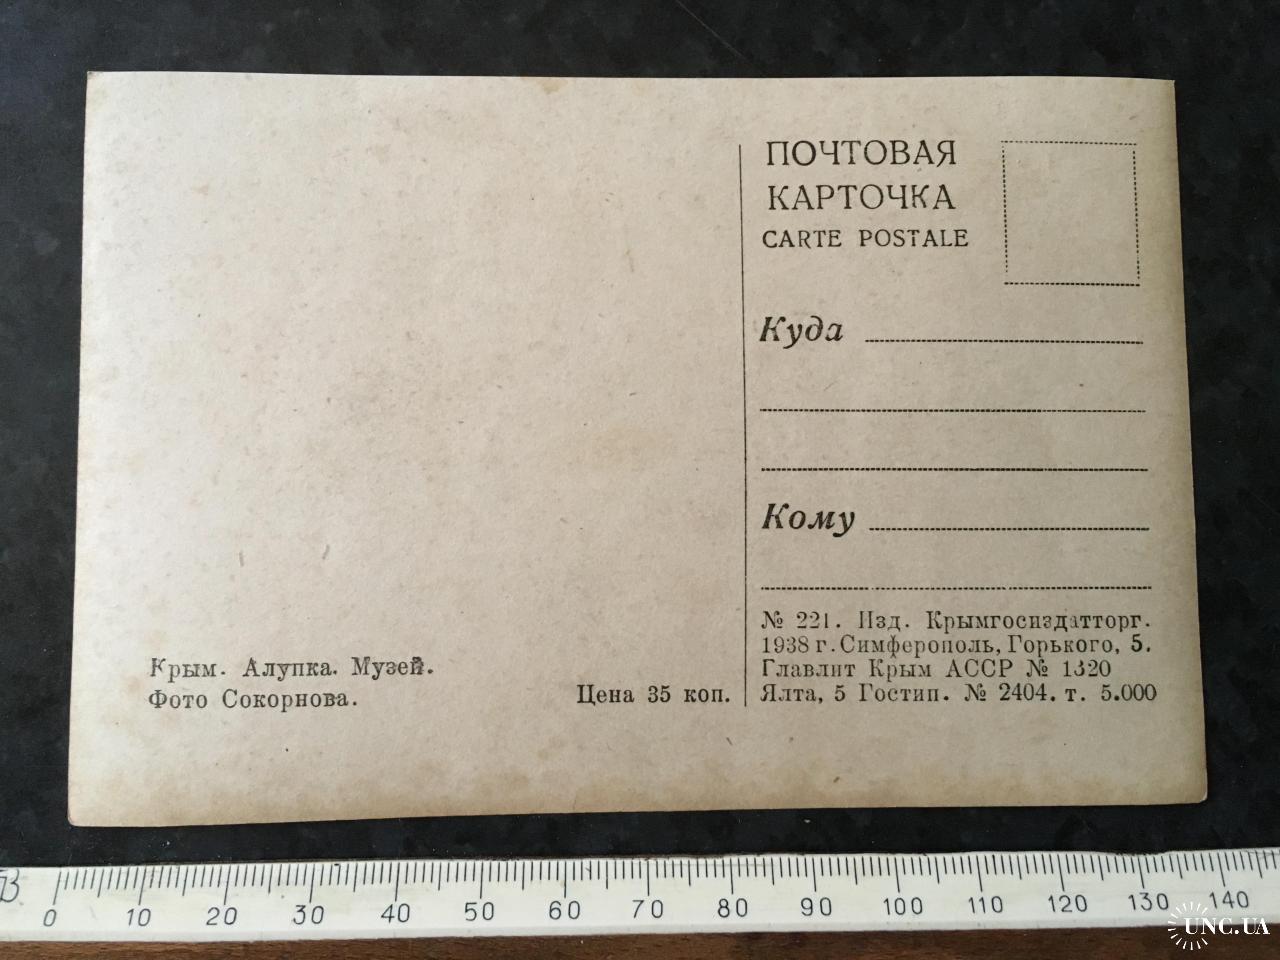 ПОЧТОВАЯ
КАРТОЧКА
CARTE POSTALE
Куда
Кому
№ 221. Изд. Крымгосиздатторг.
1938 г. Симферополь, Горького, 5.
Главлит Крым АССР № 1320
Ялта, 5 Гостип. № 2404. т. 5.000
Крым. Алупка. Музей.
Фото Сокорнова.
Цена 35 коп.
0 10 20 30 40 50 60 70 80 90 100 110 120 130 140
UNC.UA